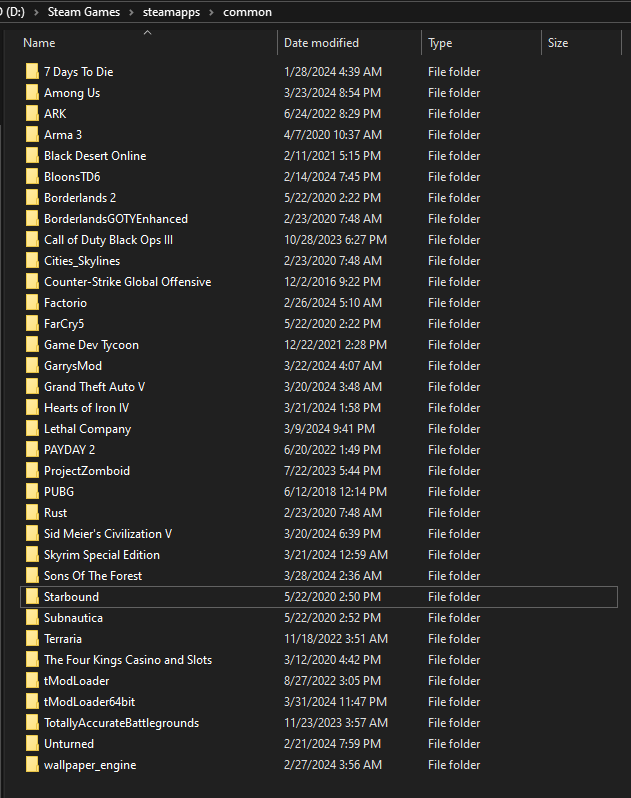 (D:) > Steam Games > steamapps > common
Name Date modified Type Size
7 Days To Die 1/28/2024 4:39 AM File folder
Among Us 3/23/2024 8:54 PM File folder
ARK 6/24/2022 8:29 PM File folder
Arma 3 4/7/2020 10:37 AM File folder
Black Desert Online 2/11/2021 5:15 PM File folder
BloonsTD6 2/14/2024 7:45 PM File folder
Borderlands 2 5/22/2020 2:22 PM File folder
BorderlandsGOTYEnhanced 2/23/2020 7:48 AM File folder
Call of Duty Black Ops III 10/28/2023 6:27 PM File folder
Cities_Skylines 2/23/2020 7:48 AM File folder
Counter-Strike Global Offensive 12/2/2016 9:22 PM File folder
Factorio 2/26/2024 5:10 AM File folder
FarCry5 5/22/2020 2:22 PM File folder
Game Dev Tycoon 12/22/2021 2:28 PM File folder
GarrysMod 3/22/2024 4:07 AM File folder
Grand Theft Auto V 3/20/2024 3:48 AM File folder
Hearts of Iron IV 3/21/2024 1:58 PM File folder
Lethal Company 3/9/2024 9:41 PM File folder
PAYDAY 2 6/20/2022 1:49 PM File folder
ProjectZomboid 7/22/2023 5:44 PM File folder
PUBG 6/12/2018 12:14 PM File folder
Rust 2/23/2020 7:48 AM File folder
Sid Meier's Civilization V 3/20/2024 6:39 PM File folder
Skyrim Special Edition 3/21/2024 12:59 AM File folder
Sons Of The Forest 3/28/2024 2:36 AM File folder
Starbound 5/22/2020 2:50 PM File folder
Subnautica 5/22/2020 2:52 PM File folder
Terraria 11/18/2022 3:51 AM File folder
The Four Kings Casino and Slots 3/12/2020 4:42 PM File folder
tModLoader 8/27/2022 3:05 PM File folder
tModLoader64bit 3/31/2024 11:47 PM File folder
TotallyAccurateBattlegrounds 11/23/2023 3:57 AM File folder
Unturned 2/21/2024 7:59 PM File folder
wallpaper_engine 2/27/2024 3:56 AM File folder